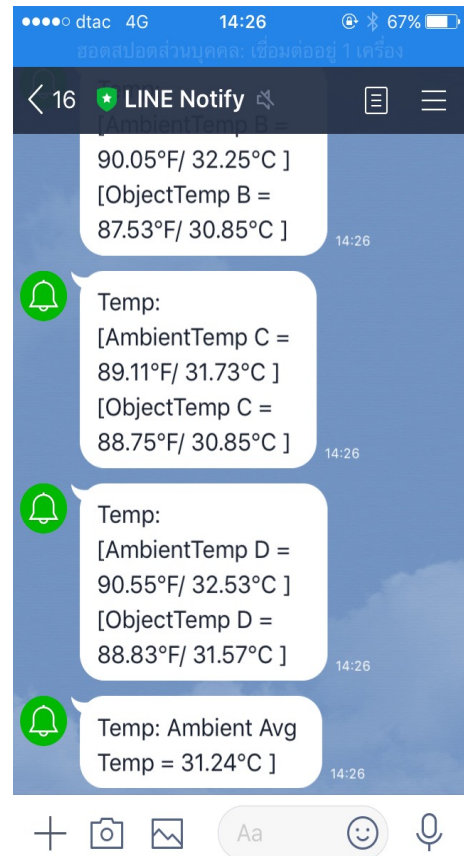 dtac 4G 14:26 67%
ฮอตสปอตส่วนบุคคล: เชื่อมต่ออยู่ 1 เครื่อง
16 LINE Notify
[AmbientTemp B =
90.05°F/ 32.25°C ]
[ObjectTemp B =
87.53°F/ 30.85°C ]
14:26
Temp:
[AmbientTemp C =
89.11°F/ 31.73°C ]
[ObjectTemp C =
88.75°F/ 30.85°C ]
14:26
Temp:
[AmbientTemp D =
90.55°F/ 32.53°C ]
[ObjectTemp D =
88.83°F/ 31.57°C ]
14:26
Temp: Ambient Avg
Temp = 31.24°C ]
14:26
Aa